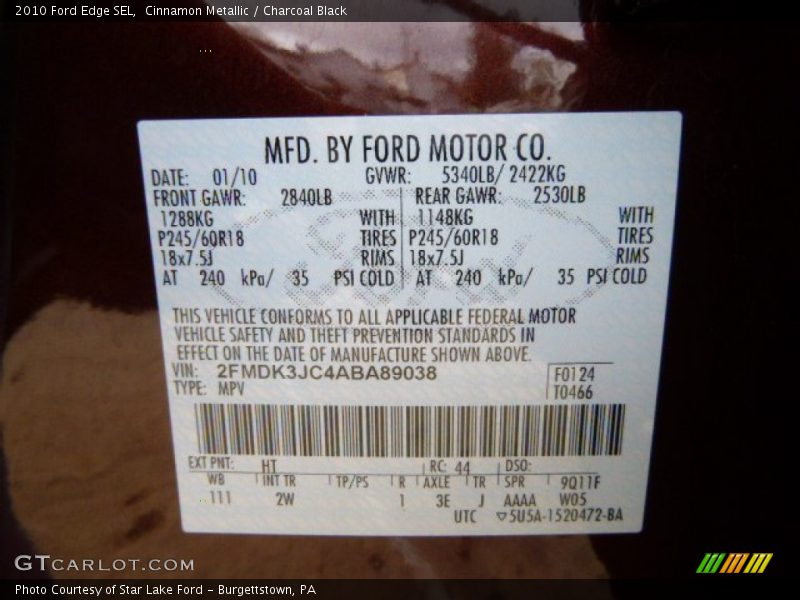 2010 Ford Edge SEL,  Cinnamon Metallic / Charcoal Black
MFD. BY FORD MOTOR CO.
DATE: 01/10 GVWR: 5340LB/ 2422KG
FRONT GAWR: 2840LB REAR GAWR: 2530LB
1288KG WITH 1148KG WITH
P245/60R18 TIRES P245/60R18 TIRES
18x7.5J RIMS 18x7.5J RIMS
AT 240 kPa/ 35 PSI COLD AT 240 kPa/ 35 PSI COLD
THIS VEHICLE CONFORMS TO ALL APPLICABLE FEDERAL MOTOR
VEHICLE SAFETY AND THEFT PREVENTION STANDARDS IN
EFFECT ON THE DATE OF MANUFACTURE SHOWN ABOVE.
VIN: 2FMDK3JC4ABA89038 F0124
TYPE: MPV T0466
EXT PNT: HT RC: 44 DSO:
WB INT TR TP/PS R AXLE TR SPR 9Q11F
111 2W 1 3E J AAAA W05
UTC ▽5U5A-1520472-BA
GTCARLOT.COM
Photo Courtesy of Star Lake Ford - Burgettstown, PA